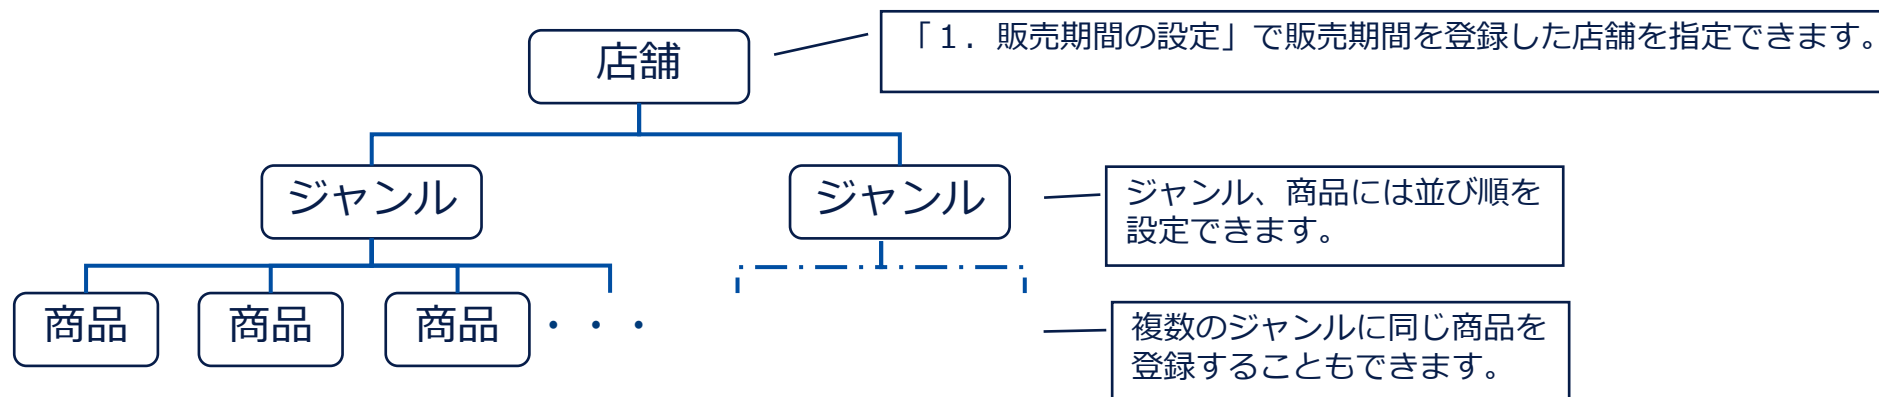 店舗
「１．販売期間の設定」で販売期間を登録した店舗を指定できます。
ジャンル
ジャンル
ジャンル、商品には並び順を
設定できます。
商品
商品
商品
・・・
複数のジャンルに同じ商品を
登録することもできます。